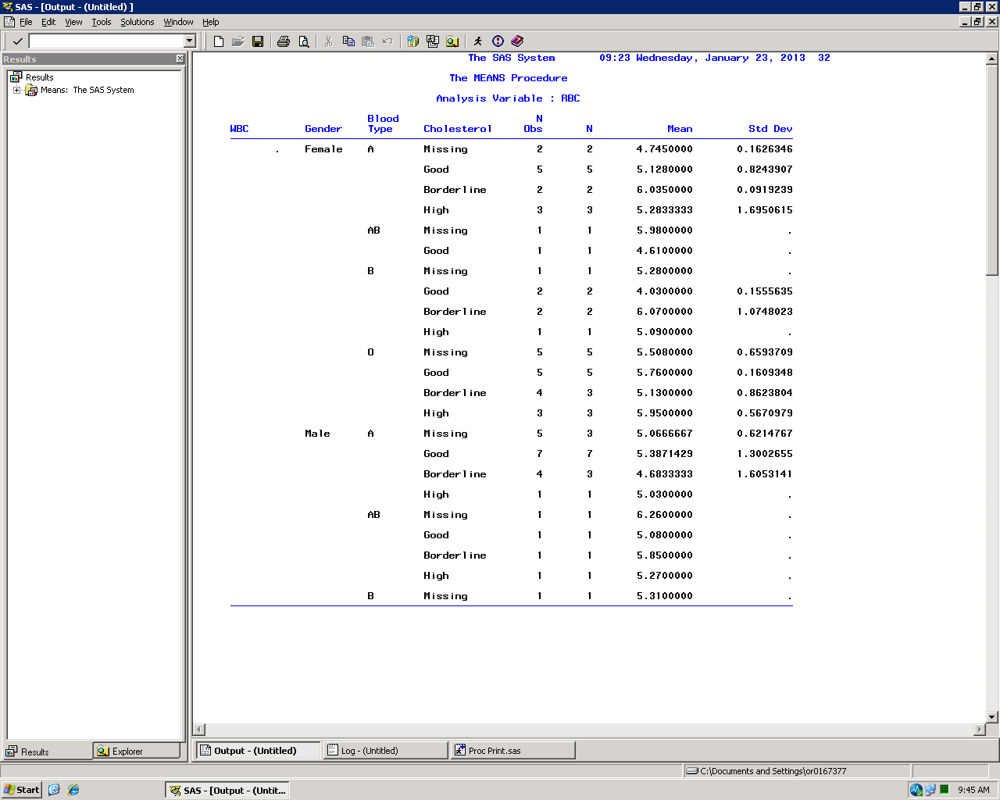 SAS - [Output - (Untitled) ]
File Edit View Tools Solutions Window Help
Results
Results
Means: The SAS System
The SAS System 09:23 Wednesday, January 23, 2013 32
The MEANS Procedure
Analysis Variable : RBC
Blood N
WBC Gender Type Cholesterol Obs N Mean Std Dev
. Female A Missing 2 2 4.7450000 0.1626346
Good 5 5 5.1280000 0.8243907
Borderline 2 2 6.0350000 0.0919239
High 3 3 5.2833333 1.6950615
AB Missing 1 1 5.9800000 .
Good 1 1 4.6100000 .
B Missing 1 1 5.2800000 .
Good 2 2 4.0300000 0.1555635
Borderline 2 2 6.0700000 1.0748023
High 1 1 5.0900000 .
O Missing 5 5 5.5080000 0.6593709
Good 5 5 5.7600000 0.1609348
Borderline 4 3 5.1300000 0.8623804
High 3 3 5.9500000 0.5670979
Male A Missing 5 3 5.0666667 0.6214767
Good 7 7 5.3871429 1.3002655
Borderline 4 3 4.6833333 1.6053141
High 1 1 5.0300000 .
AB Missing 1 1 6.2600000 .
Good 1 1 5.0800000 .
Borderline 1 1 5.8500000 .
High 1 1 5.2700000 .
B Missing 1 1 5.3100000 .
Results Explorer
Output - (Untitled) Log - (Untitled) Proc Print.sas
C:\Documents and Settings\or0167377
Start SAS - [Output - (Untit... 9:45 AM